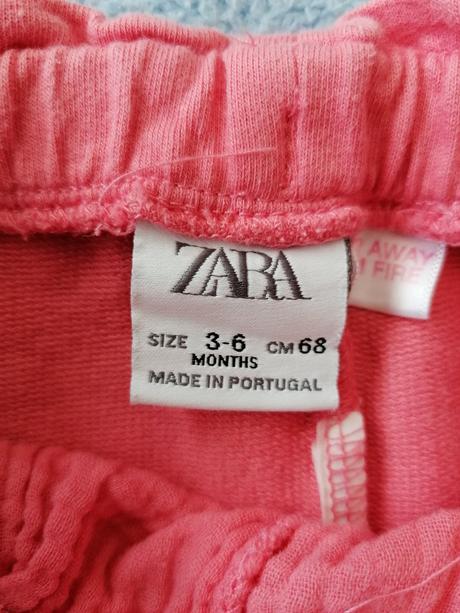 ZARA
SIZE 3-6 CM 68
MONTHS
MADE IN PORTUGAL
AWAY
FIRE